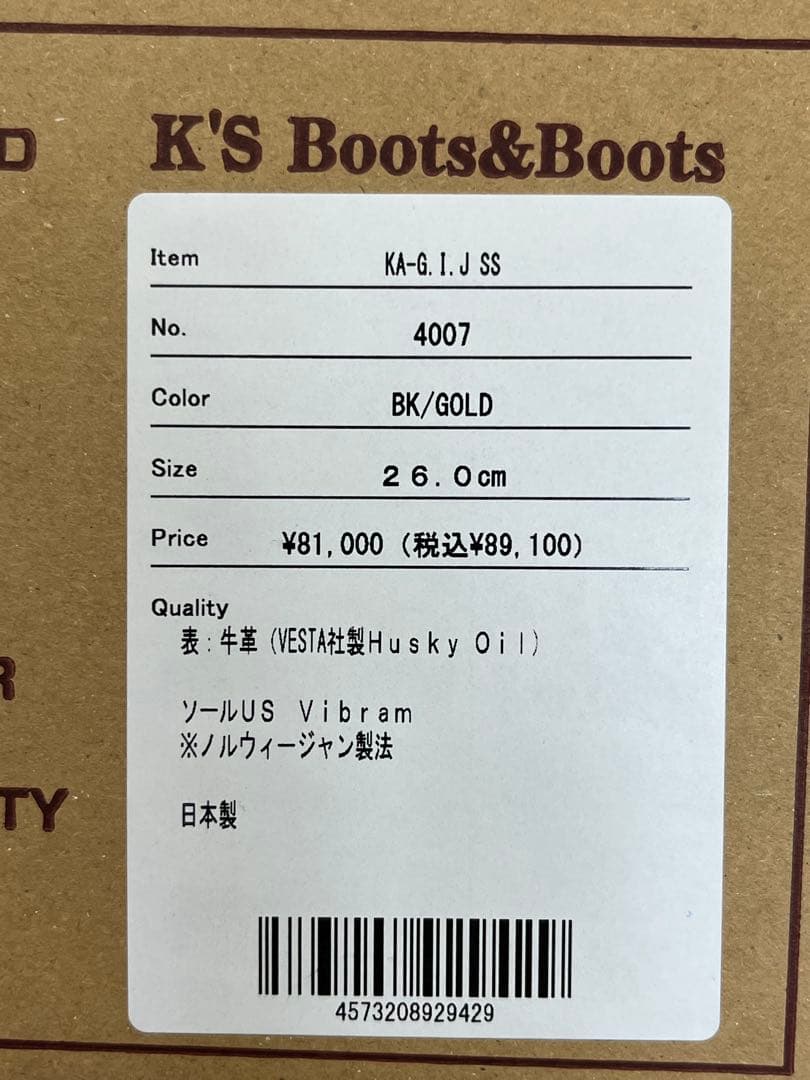 D
K'S Boots&Boots
Item KA-G.I.J SS
No. 4007
Color BK/GOLD
Size 26.0cm
Price ¥81,000 (税込¥89,100)
Quality
表:牛革(VESTA社製Husky Oil)
R
ソールUS Vibram
※ノルウィージャン製法
TY
日本製
4573208929429